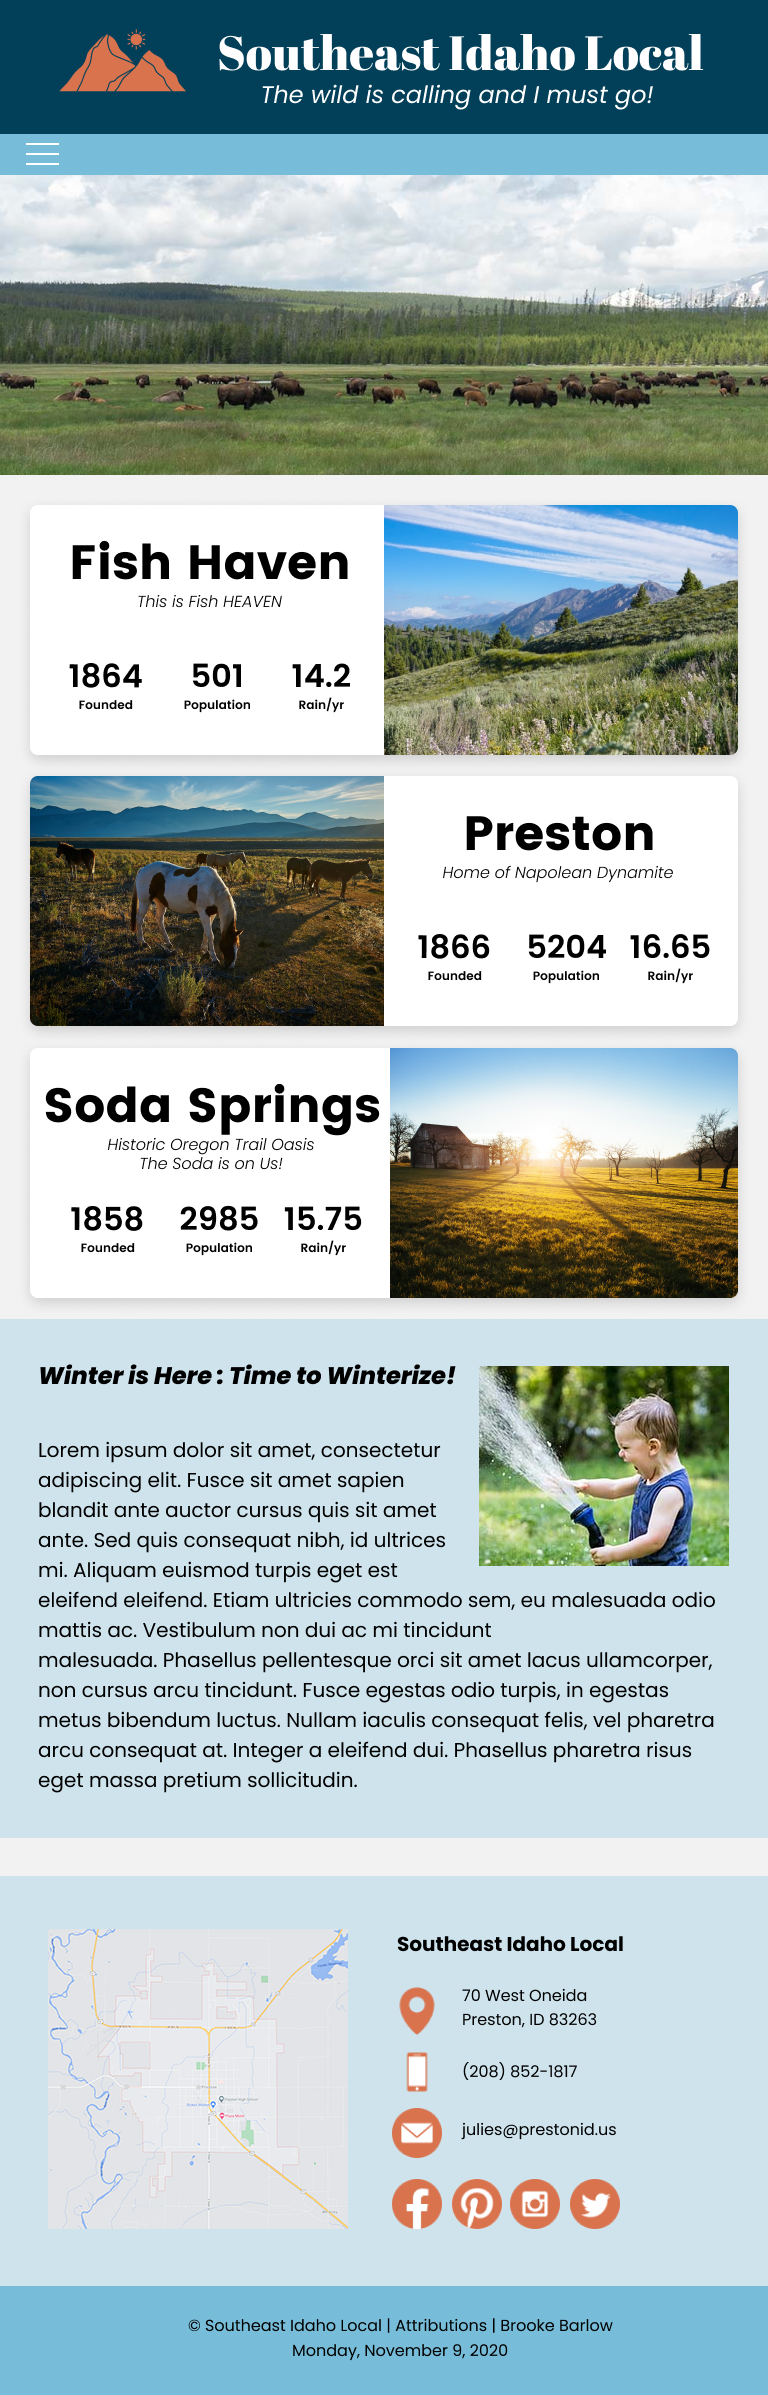 Southeast Idaho Local
The wild is calling and I must go!
Fish Haven
This is Fish HEAVEN
1864 501 14.2
Founded Population Rain/yr
Preston
Home of Napolean Dynamite
1866 5204 16.65
Founded Population Rain/yr
Soda Springs
Historic Oregon Trail Oasis
The Soda is on Us!
1858 2985 15.75
Founded Population Rain/yr
Winter is Here : Time to Winterize!
Lorem ipsum dolor sit amet, consectetur
adipiscing elit. Fusce sit amet sapien
blandit ante auctor cursus quis sit amet
ante. Sed quis consequat nibh, id ultrices
mi. Aliquam euismod turpis eget est
eleifend eleifend. Etiam ultricies commodo sem, eu malesuada odio
mattis ac. Vestibulum non dui ac mi tincidunt
malesuada. Phasellus pellentesque orci sit amet lacus ullamcorper,
non cursus arcu tincidunt. Fusce egestas odio turpis, in egestas
metus bibendum luctus. Nullam iaculis consequat felis, vel pharetra
arcu consequat at. Integer a eleifend dui. Phasellus pharetra risus
eget massa pretium sollicitudin.
Southeast Idaho Local
70 West Oneida
Preston, ID 83263
(208) 852-1817
julies@prestonid.us
© Southeast Idaho Local | Attributions | Brooke Barlow
Monday, November 9, 2020